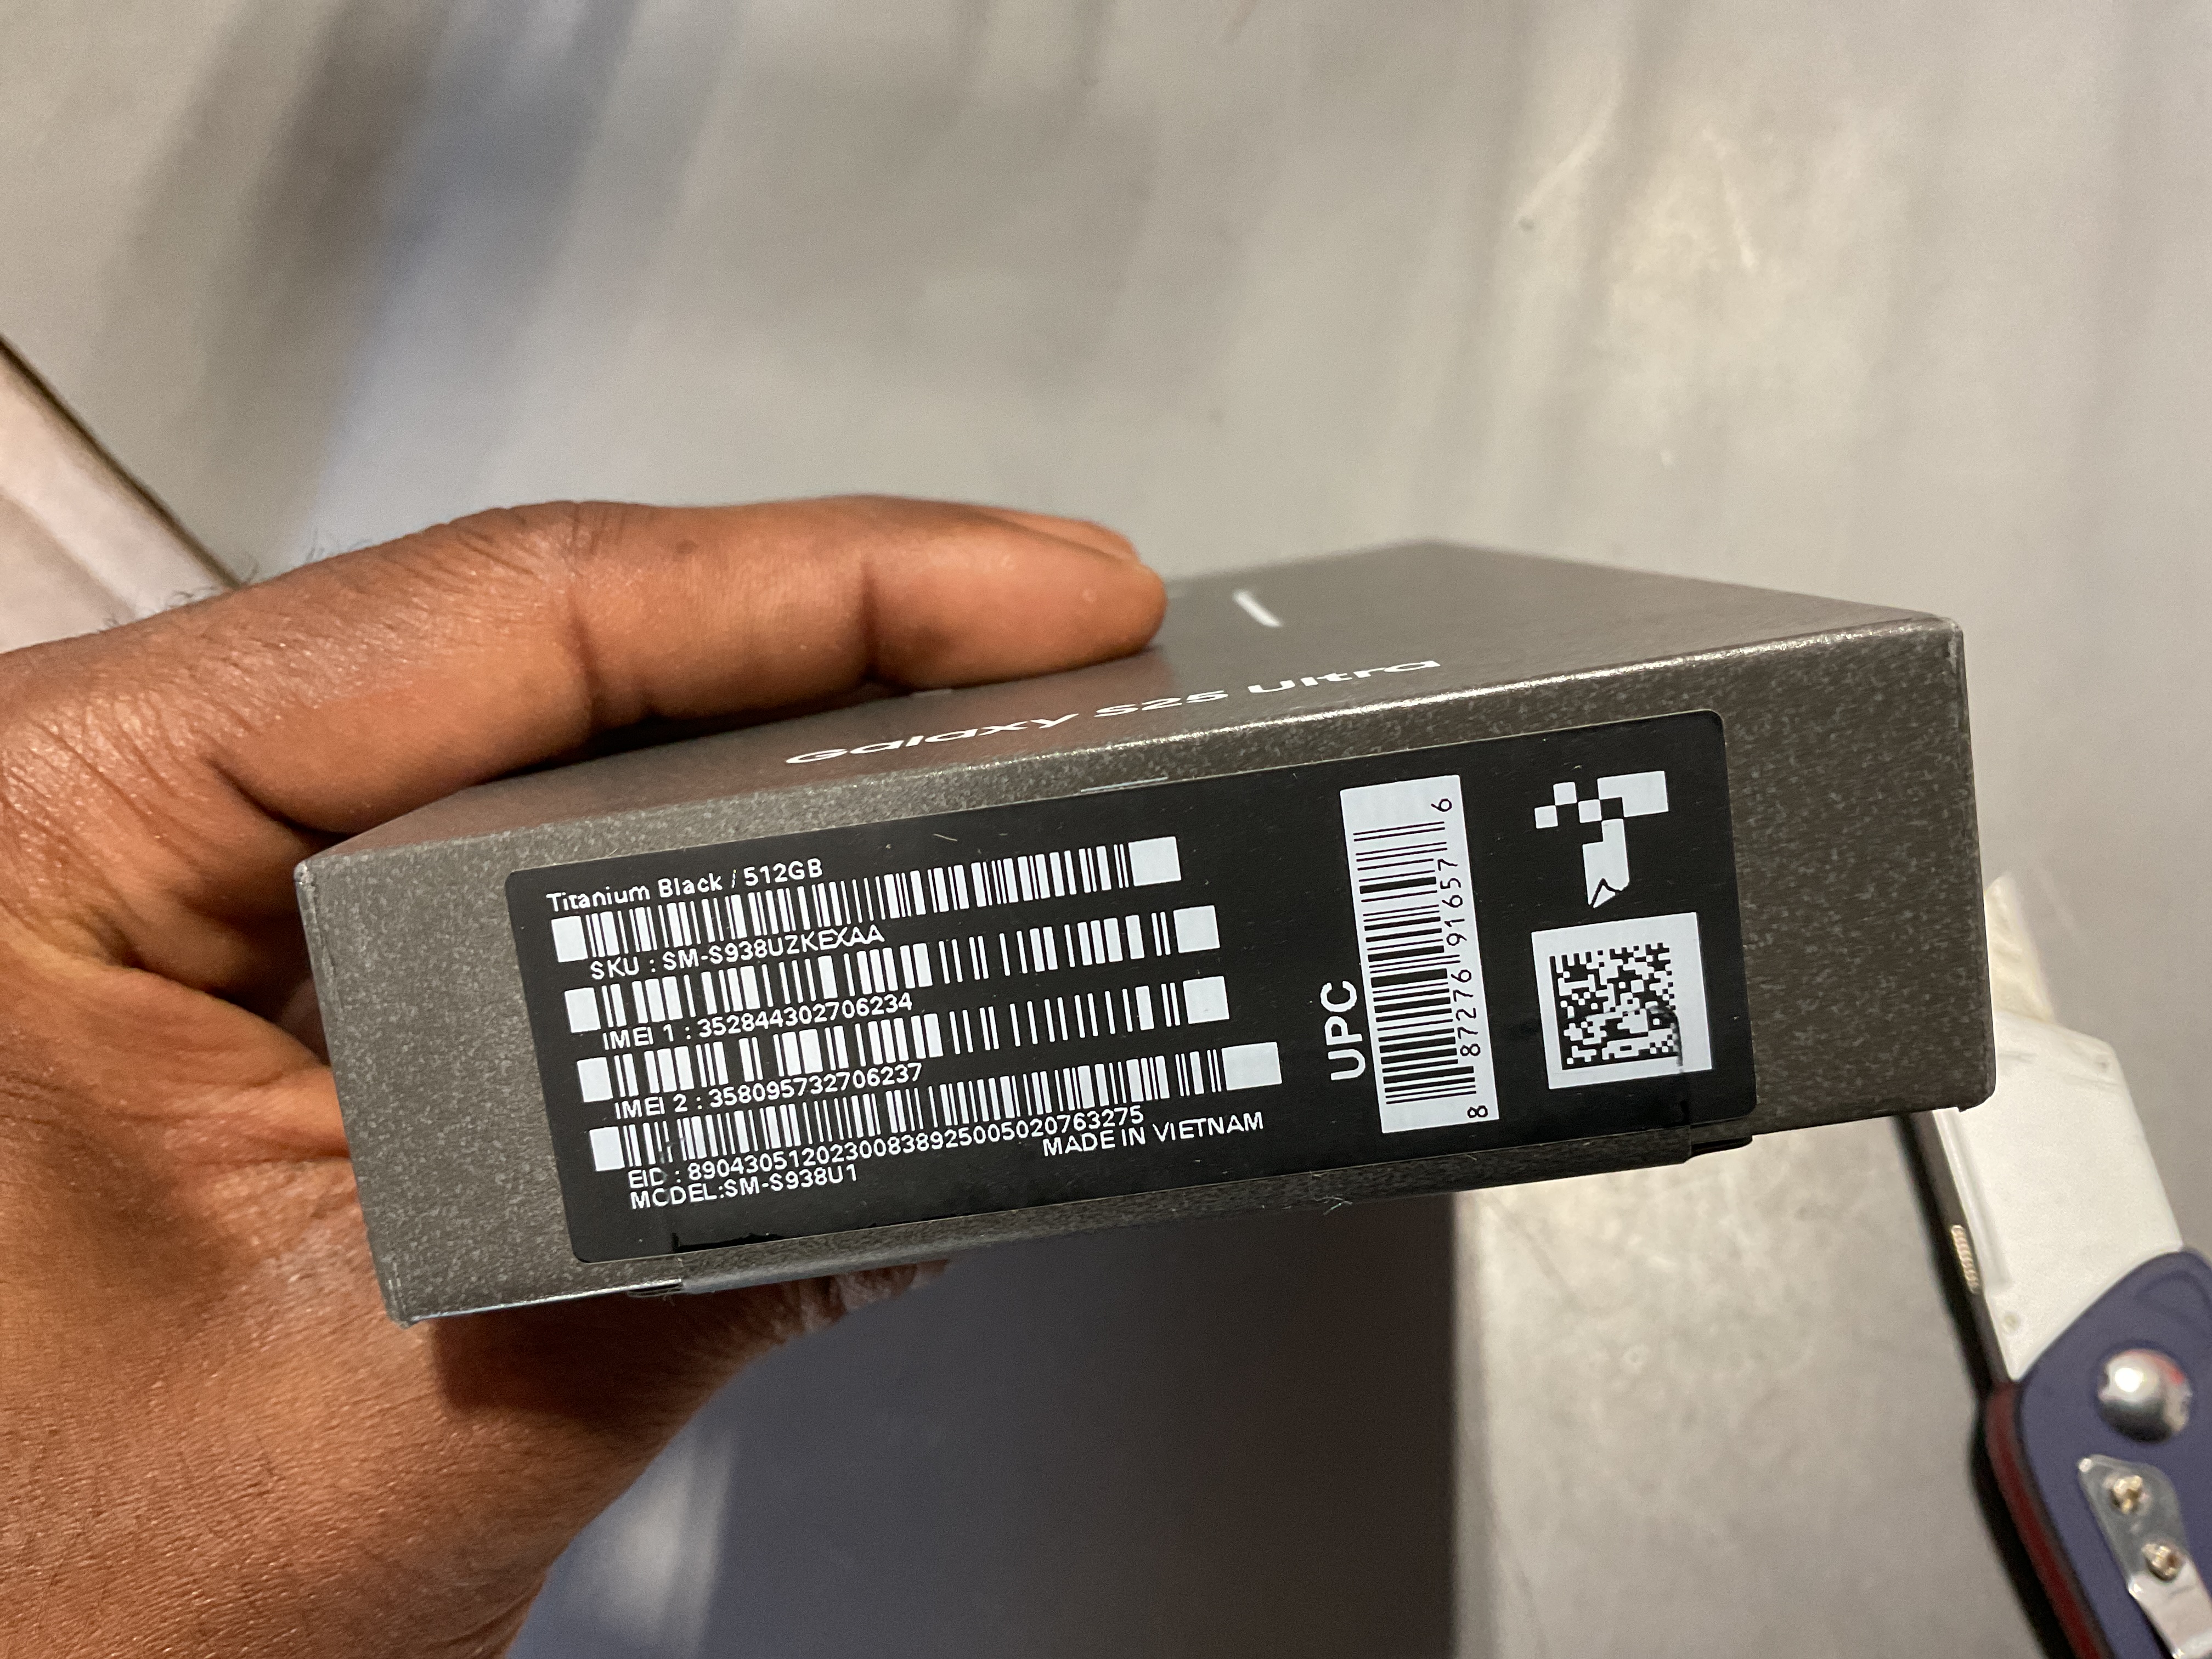 Galaxy S25 Ultra
Titanium Black / 512GB
SKU : SM-S938UZKEXAA
IMEI 1 : 352844302706234
IMEI 2 : 358095732706237
EID : 89043051202300838925005020763275
MADE IN VIETNAM
MODEL:SM-S938U1
UPC
8 87276 91657 6